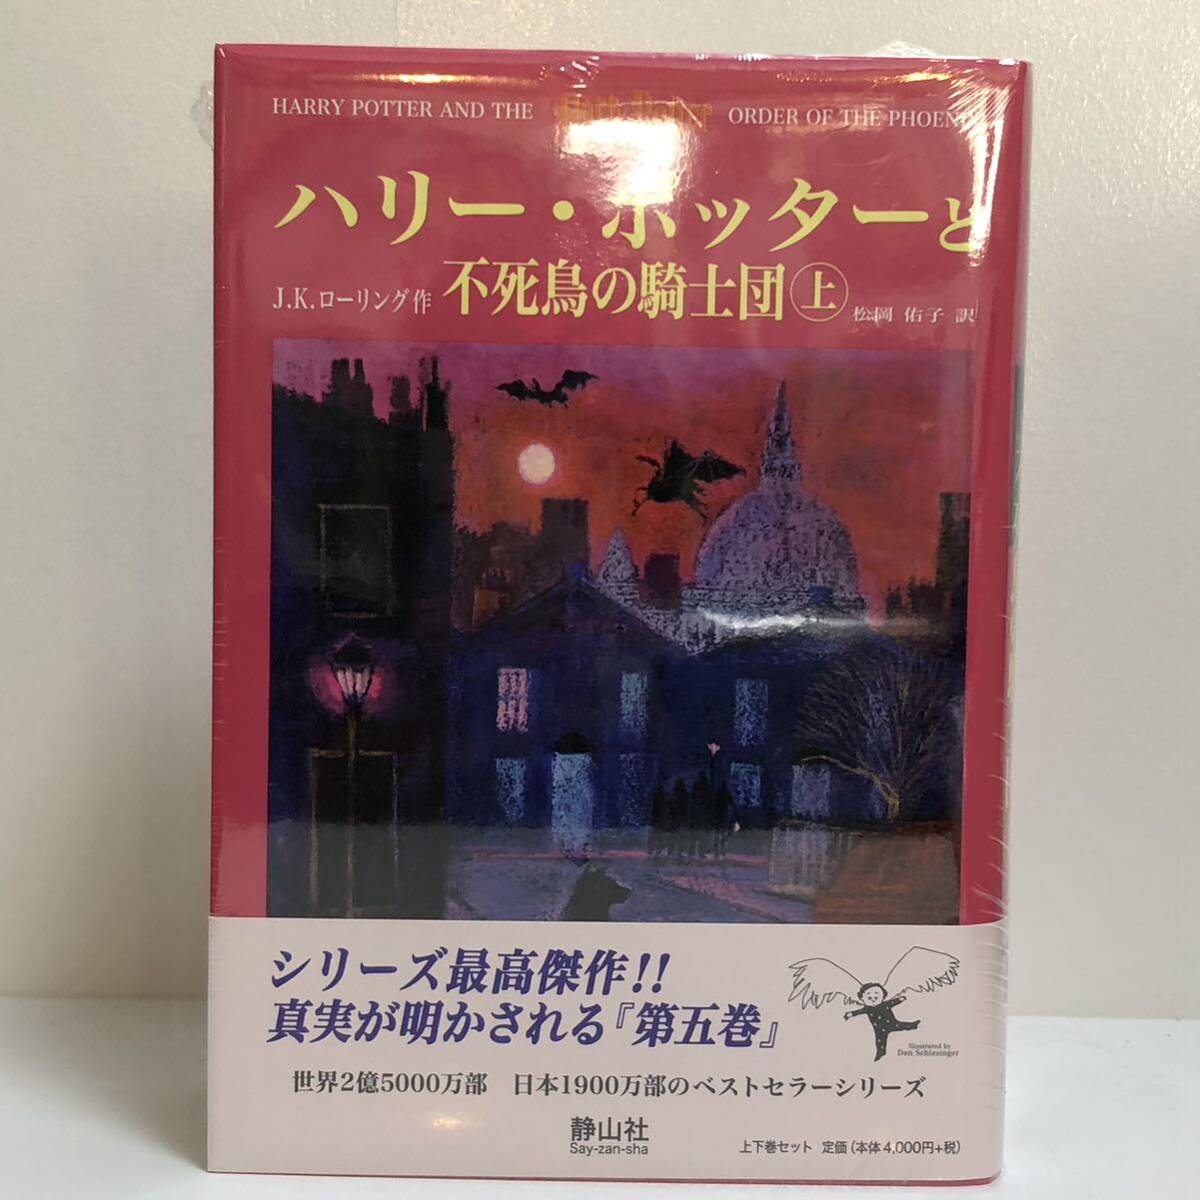 HARRY POTTER AND THE Harry Potter ORDER OF THE PHOENIX
ハリー・ポッターと
J.K.ローリング作 不死鳥の騎士団 上 松岡 佑子 訳
シリーズ最高傑作!!
真実が明かされる『第五巻』
Illustrated by
Dan Schlesinger
世界2億5000万部 日本1900万部のベストセラーシリーズ
静山社
Say-zan-sha
上下巻セット 定価(本体4,000円+税)